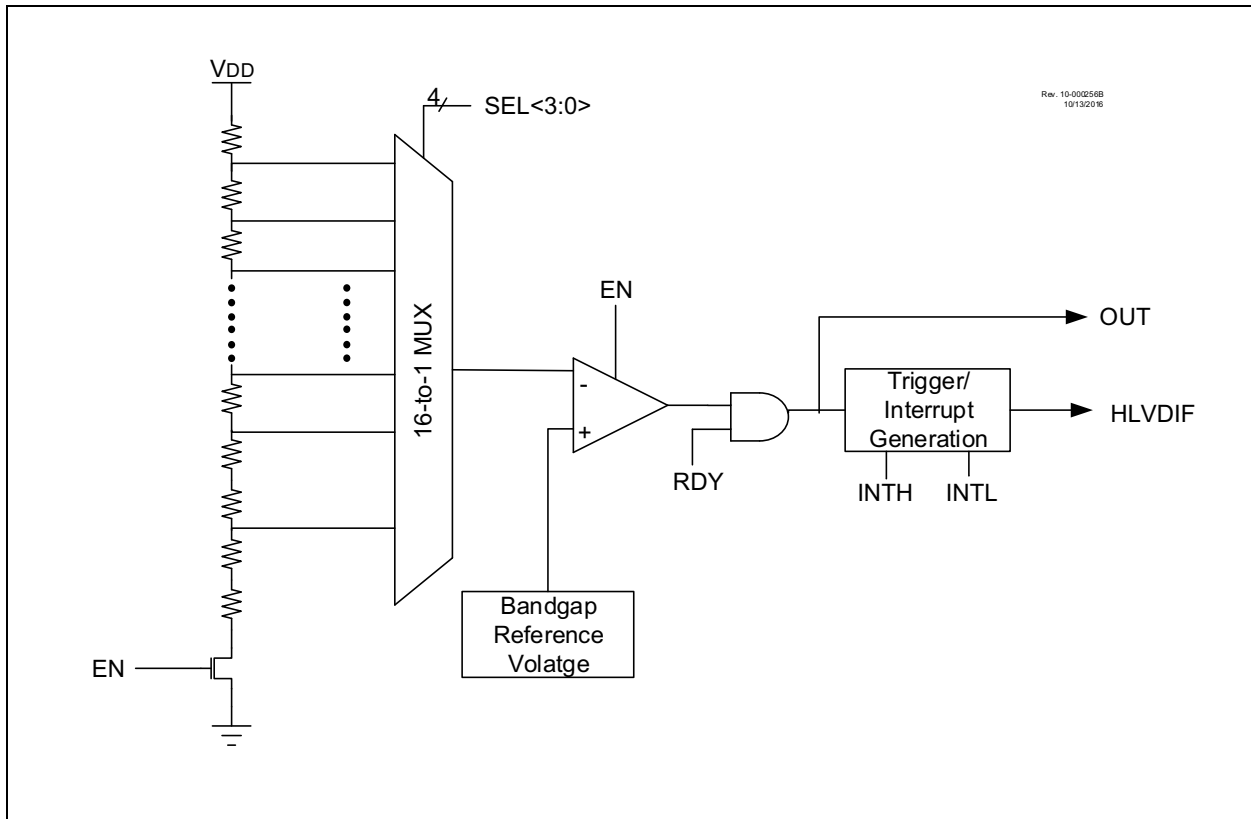 VDD
4
SEL<3:0>
Rev. 10-000256B
10/13/2016
16-to-1 MUX
EN
-
+
RDY
OUT
Trigger/
Interrupt
Generation
HLVDIF
INTH
INTL
Bandgap
Reference
Volatge
EN